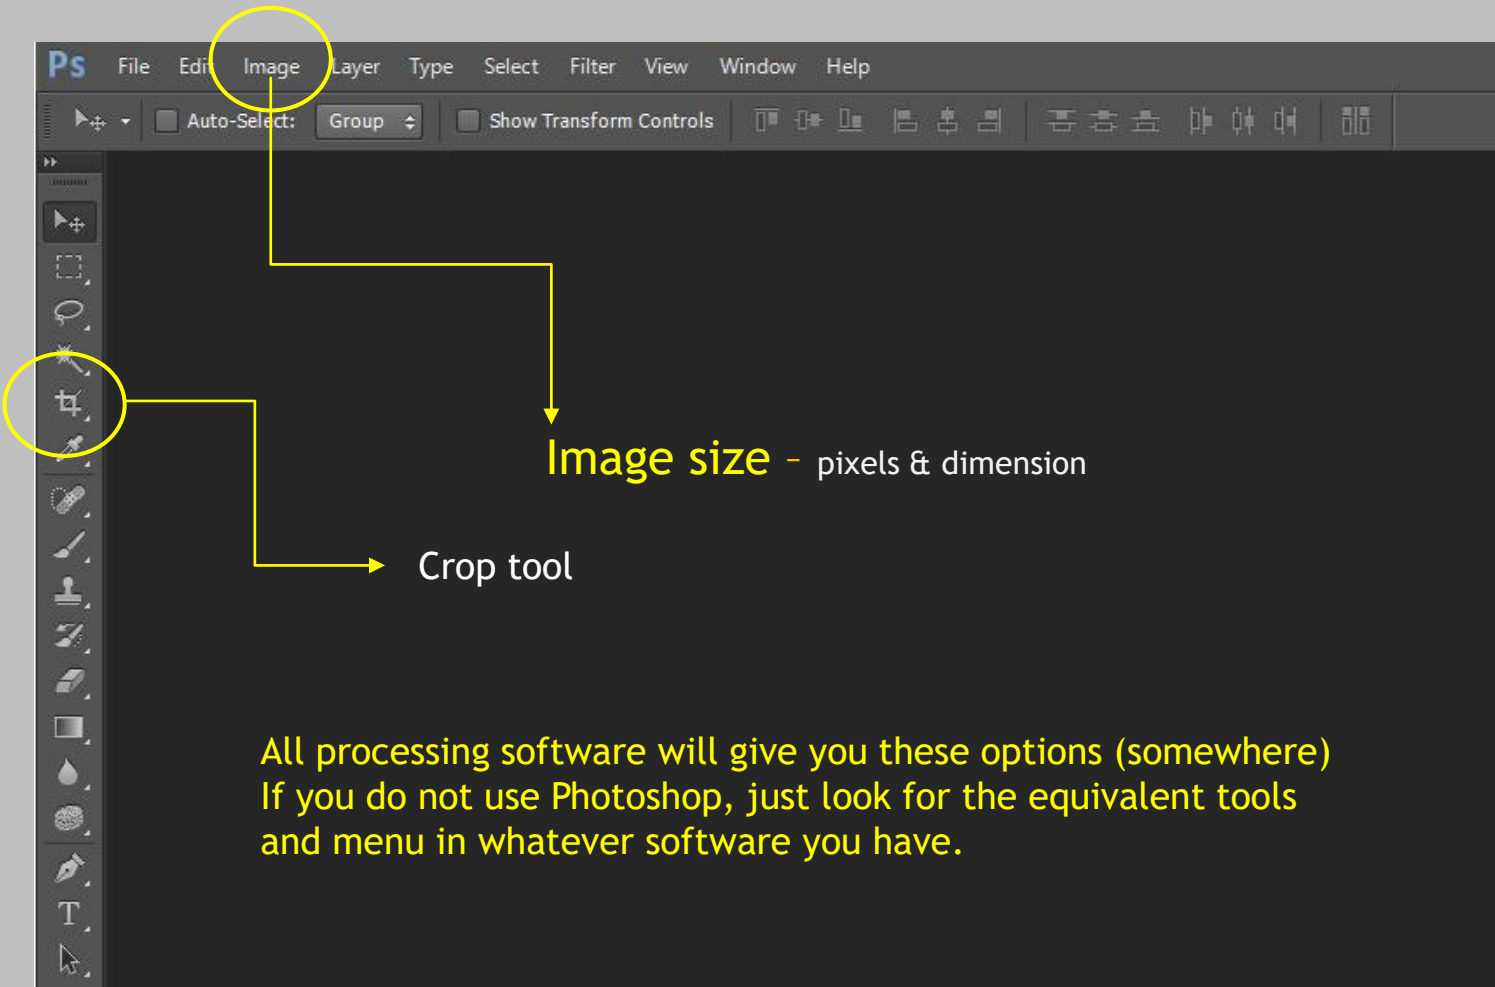 Ps File Edit Image Layer Type Select Filter View Window Help
Auto-Select: Group Show Transform Controls
Image size – pixels & dimension
Crop tool
All processing software will give you these options (somewhere)
If you do not use Photoshop, just look for the equivalent tools
and menu in whatever software you have.
T